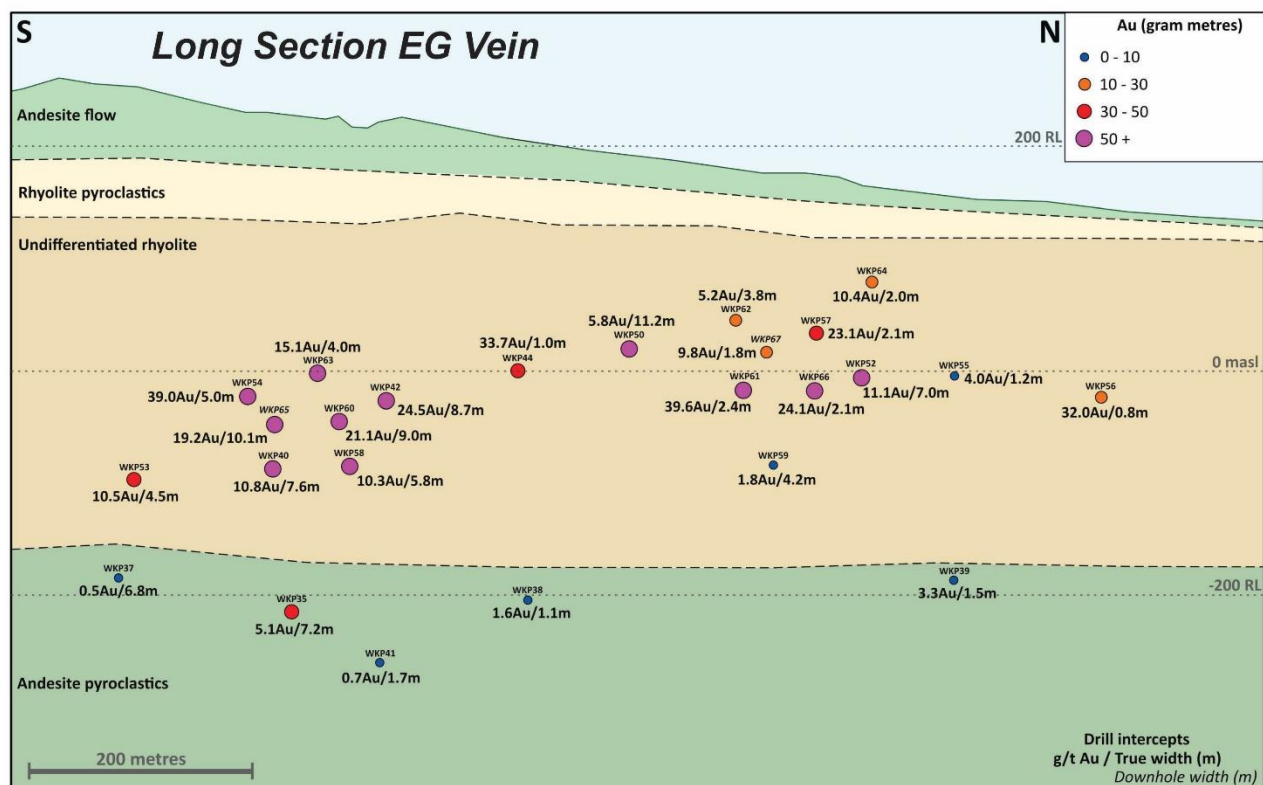 S
Long Section EG Vein
N
Au (gram metres)
0 - 10
10 - 30
30 - 50
50 +
Andesite flow
200 RL
Rhyolite pyroclastics
Undifferentiated rhyolite
WKP64
10.4Au/2.0m
5.2Au/3.8m
WKP62
5.8Au/11.2m
WKP50
WKP57
23.1Au/2.1m
33.7Au/1.0m
WKP44
WKP67
9.8Au/1.8m
15.1Au/4.0m
WKP63
0 masl
WKP54
39.0Au/5.0m
WKP42
24.5Au/8.7m
WKP61
39.6Au/2.4m
WKP66
24.1Au/2.1m
WKP52
11.1Au/7.0m
WKP55
4.0Au/1.2m
WKP56
32.0Au/0.8m
WKP65
19.2Au/10.1m
WKP60
21.1Au/9.0m
WKP53
10.5Au/4.5m
WKP40
10.8Au/7.6m
WKP58
10.3Au/5.8m
WKP59
1.8Au/4.2m
WKP37
0.5Au/6.8m
WKP35
5.1Au/7.2m
WKP38
1.6Au/1.1m
WKP39
3.3Au/1.5m
-200 RL
WKP41
0.7Au/1.7m
Andesite pyroclastics
200 metres
Drill intercepts
g/t Au / True width (m)
Downhole width (m)